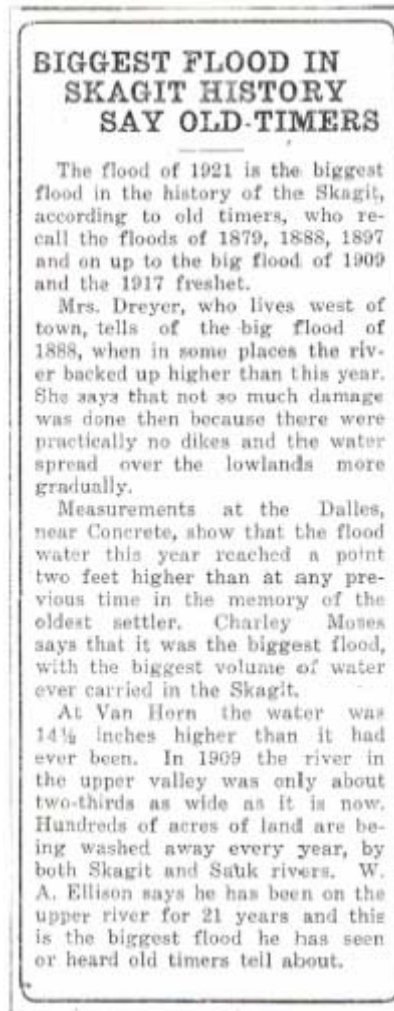 BIGGEST FLOOD IN
SKAGIT HISTORY
SAY OLD-TIMERS
The flood of 1921 is the biggest
flood in the history of the Skagit,
according to old timers, who re-
call the floods of 1879, 1888, 1897
and on up to the big flood of 1909
and the 1917 freshet.
Mrs. Dreyer, who lives west of
town, tells of the big flood of
1888, when in some places the riv-
er backed up higher than this year.
She says that not so much damage
was done then because there were
practically no dikes and the water
spread over the lowlands more
gradually.
Measurements at the Dalles,
near Concrete, show that the flood
water this year reached a point
two feet higher than at any pre-
vious time in the memory of the
oldest settler. Charley Moses
says that it was the biggest flood,
with the biggest volume of water
ever carried in the Skagit.
At Van Horn the water was
14½ inches higher than it had
ever been. In 1909 the river in
the upper valley was only about
two-thirds as wide as it is now.
Hundreds of acres of land are be-
ing washed away every year, by
both Skagit and Sauk rivers. W.
A. Ellison says he has been on the
upper river for 21 years and this
is the biggest flood he has seen
or heard old timers tell about.